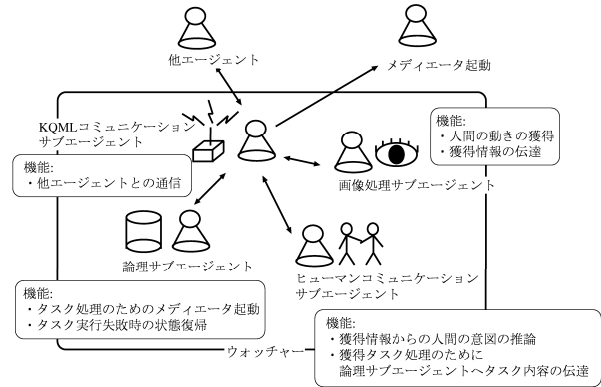 他エージェント
メディエータ起動
KQMLコミュニケーション
サブエージェント
機能:
・他エージェントとの通信
機能:
・人間の動きの獲得
・獲得情報の伝達
画像処理サブエージェント
論理サブエージェント
ヒューマンコミュニケーション
サブエージェント
機能:
・タスク処理のためのメディエータ起動
・タスク実行失敗時の状態復帰
機能:
・獲得情報からの人間の意図の推論
・獲得タスク処理のために
論理サブエージェントへタスク内容の伝達
ウォッチャー